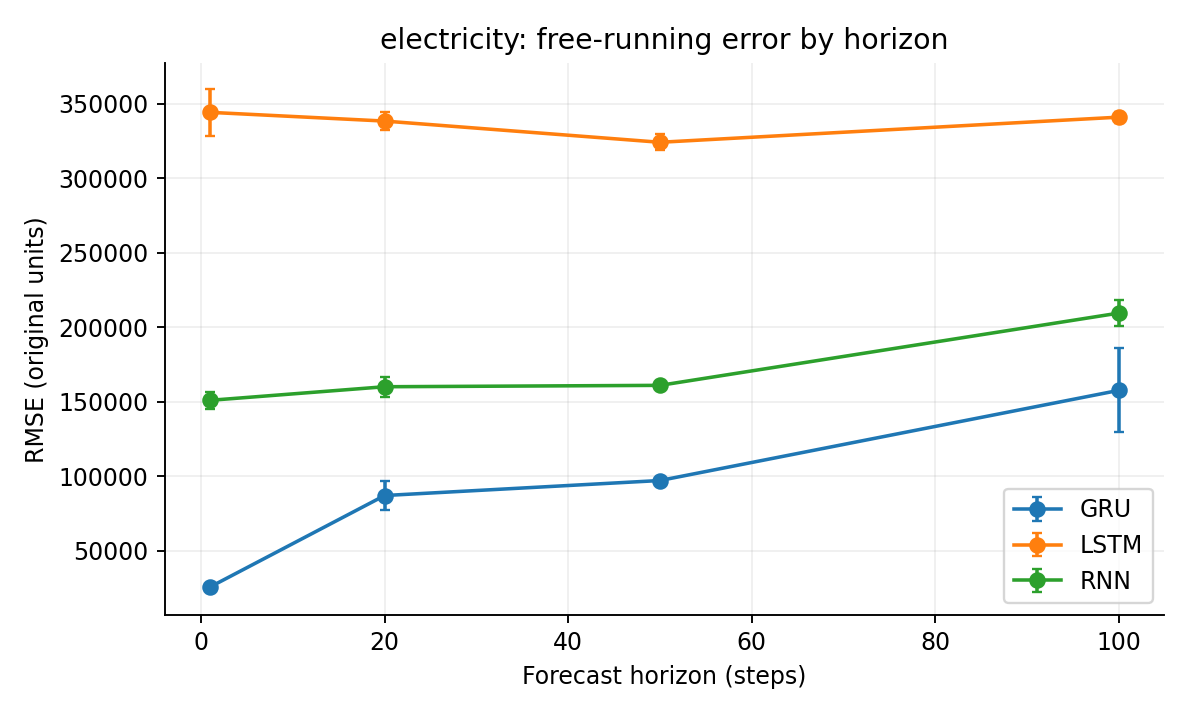 electricity: free-running error by horizon
RMSE (original units)
350000
300000
250000
200000
150000
100000
50000
0
20
40
60
80
100
Forecast horizon (steps)
GRU
LSTM
RNN